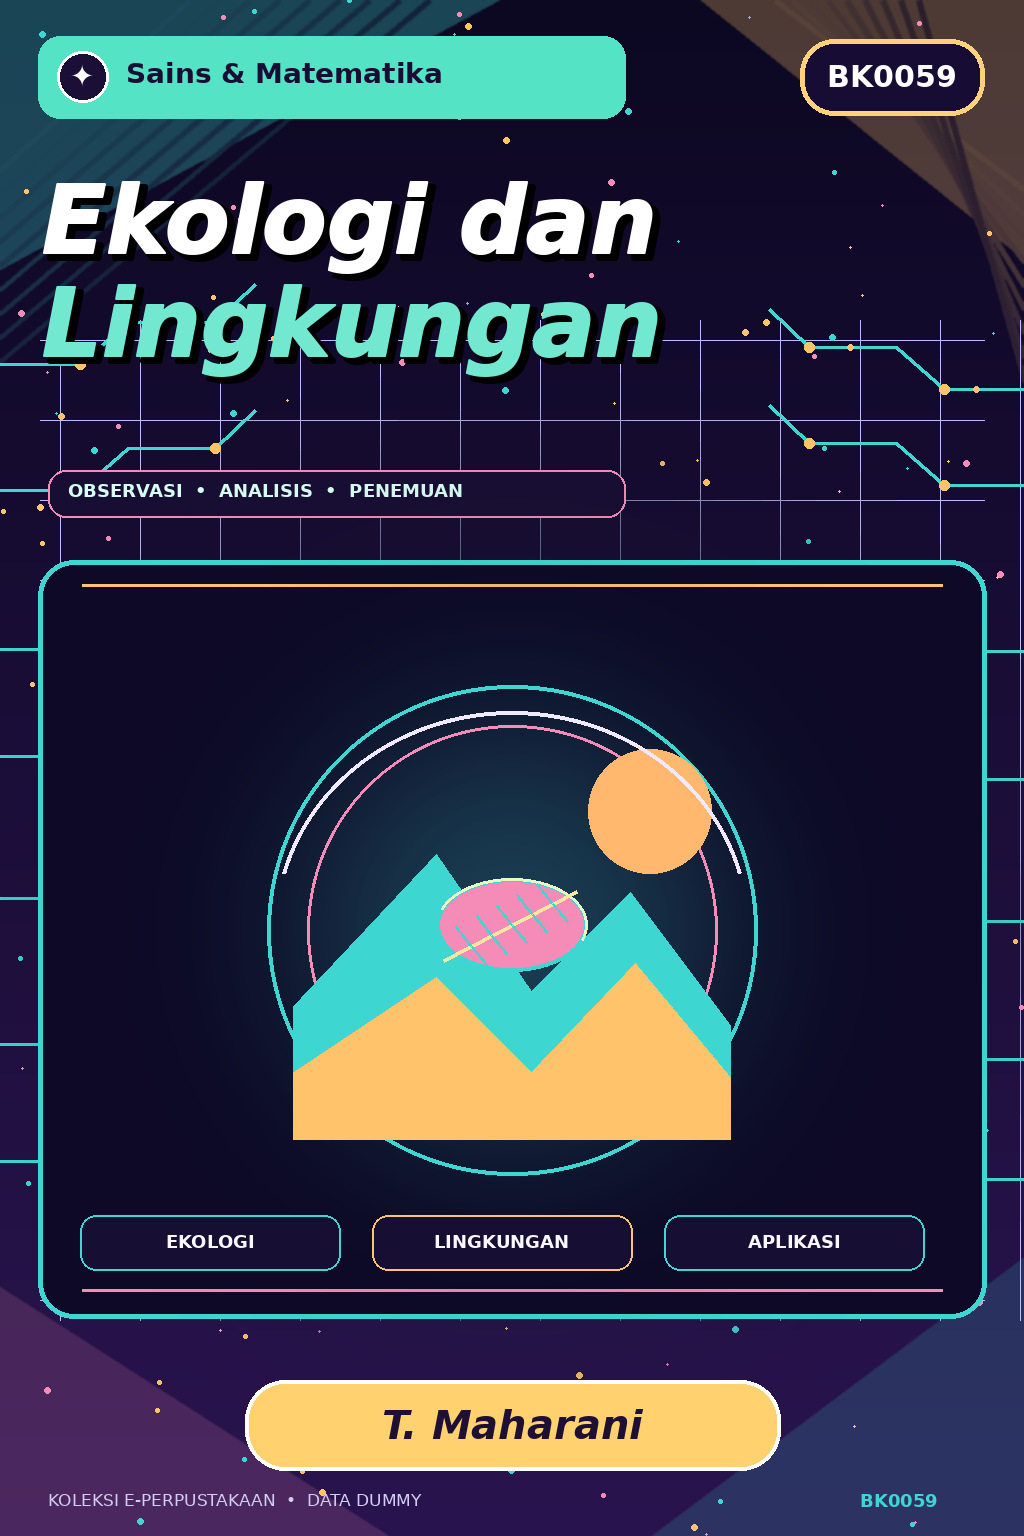 ✦ Sains & Matematika
BK0059
Ekologi dan
Lingkungan
OBSERVASI • ANALISIS • PENEMUAN
EKOLOGI
LINGKUNGAN
APLIKASI
T. Maharani
KOLEKSI E-PERPUSTAKAAN • DATA DUMMY
BK0059